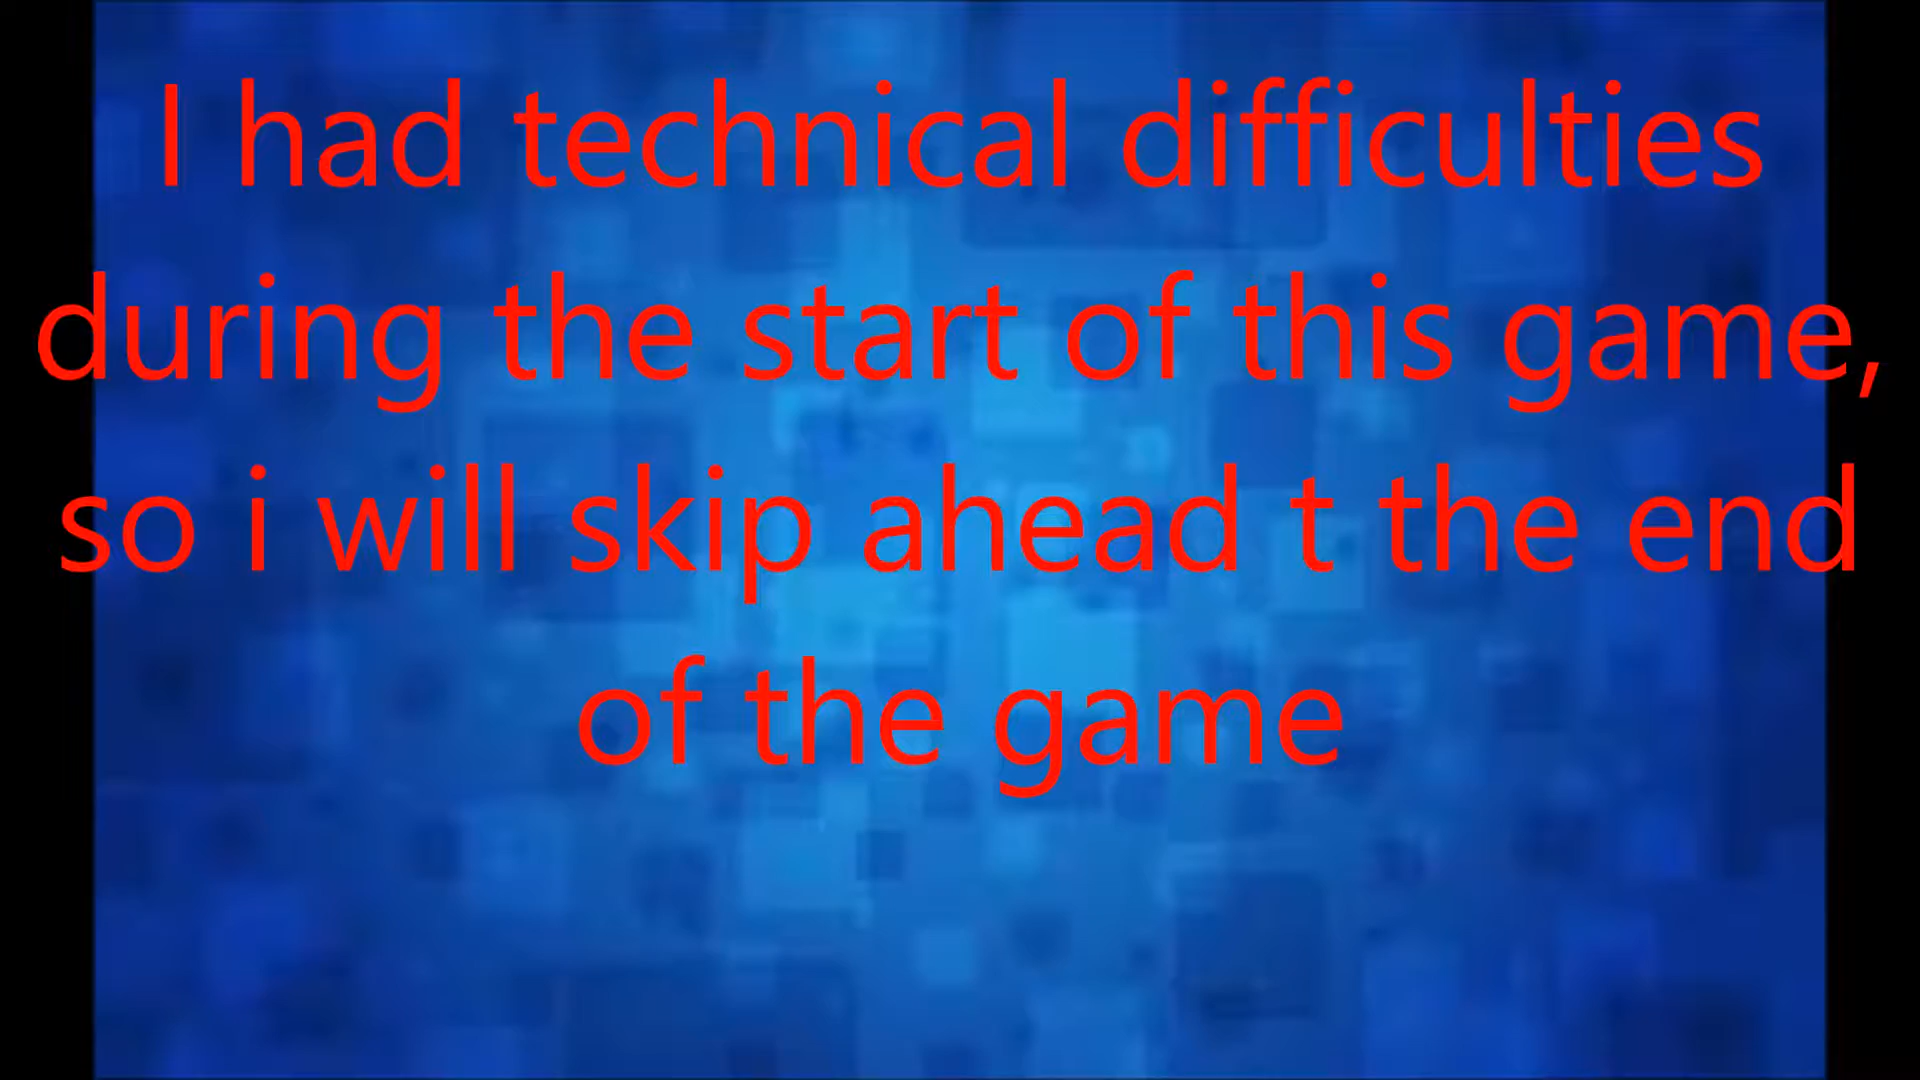 I had technical difficulties
during the start of this game,
so i will skip ahead t the end
of the game